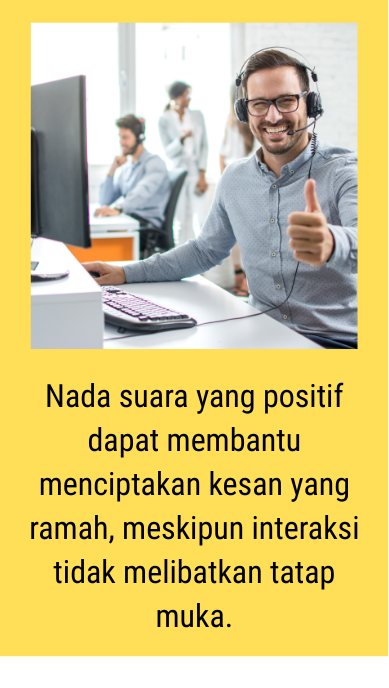 Nada suara yang positif
dapat membantu
menciptakan kesan yang
ramah, meskipun interaksi
tidak melibatkan tatap
muka.